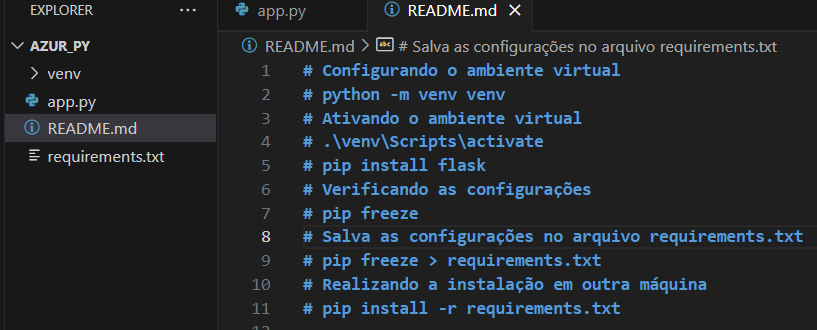 EXPLORER
AZUR_PY
venv
app.py
README.md
requirements.txt
app.py
README.md
README.md > # Salva as configurações no arquivo requirements.txt
1 # Configurando o ambiente virtual
2 # python -m venv venv
3 # Ativando o ambiente virtual
4 # .\venv\Scripts\activate
5 # pip install flask
6 # Verificando as configurações
7 # pip freeze
8 # Salva as configurações no arquivo requirements.txt
9 # pip freeze > requirements.txt
10 # Realizando a instalação em outra máquina
11 # pip install -r requirements.txt